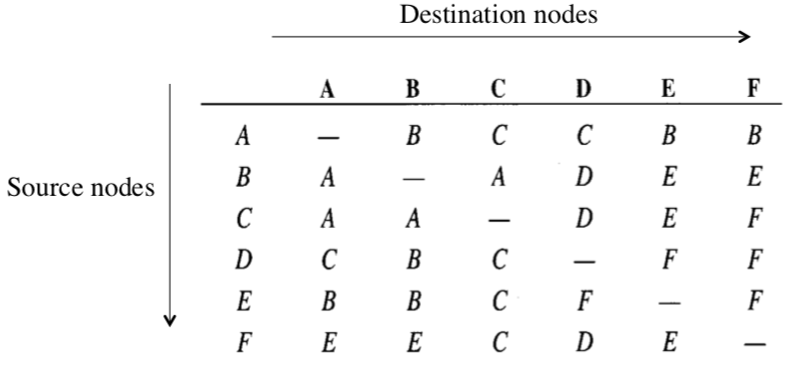 Destination nodes
A B C D E F
A — B C C B B
Source nodes
B A — A D E E
C A A — D E F
D C B C — F F
E B B C F — F
F E E C D E —